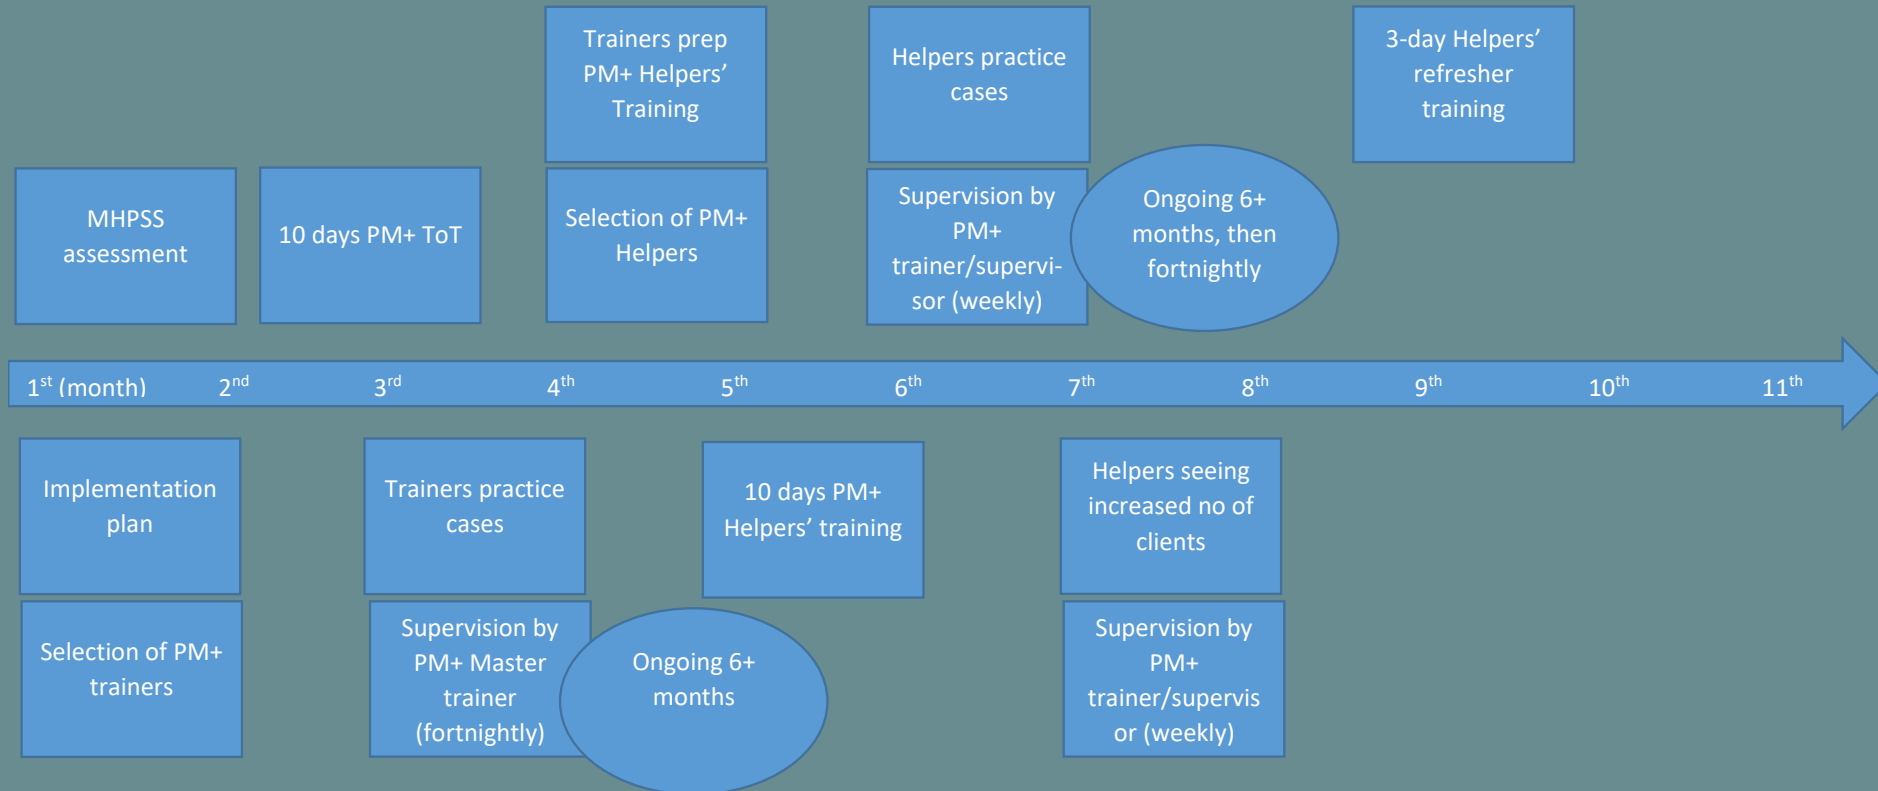 Trainers prep
PM+ Helpers’
Training
Helpers practice
cases
3-day Helpers’
refresher
training
MHPSS
assessment
10 days PM+ ToT
Selection of PM+
Helpers
Supervision by
PM+
trainer/supervi-
sor (weekly)
Ongoing 6+
months, then
fortnightly
1st (month) 2nd 3rd 4th 5th 6th 7th 8th 9th 10th 11th
Implementation
plan
Trainers practice
cases
10 days PM+
Helpers’ training
Helpers seeing
increased no of
clients
Selection of PM+
trainers
Supervision by
PM+ Master
trainer
(fortnightly)
Ongoing 6+
months
Supervision by
PM+
trainer/supervis
or (weekly)